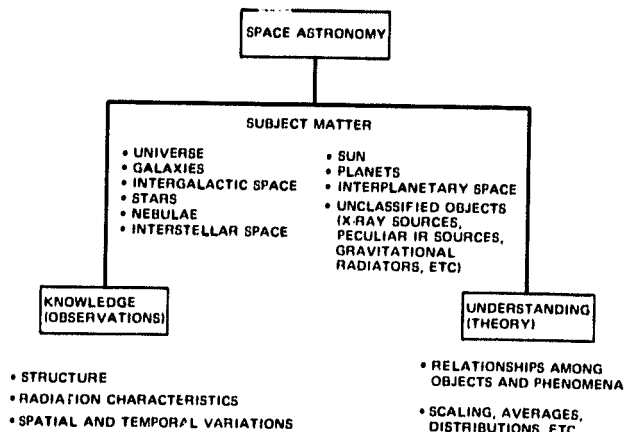 SPACE ASTRONOMY
SUBJECT MATTER
• UNIVERSE
• GALAXIES
• INTERGALACTIC SPACE
• STARS
• NEBULAE
• INTERSTELLAR SPACE
• SUN
• PLANETS
• INTERPLANETARY SPACE
• UNCLASSIFIED OBJECTS
(X-RAY SOURCES,
PECULIAR IR SOURCES,
GRAVITATIONAL
RADIATORS, ETC)
KNOWLEDGE
(OBSERVATIONS)
• STRUCTURE
• RADIATION CHARACTERISTICS
• SPATIAL AND TEMPORAL VARIATIONS
UNDERSTANDING
(THEORY)
• RELATIONSHIPS AMONG
OBJECTS AND PHENOMENA
• SCALING, AVERAGES,
DISTRIBUTIONS, ETC